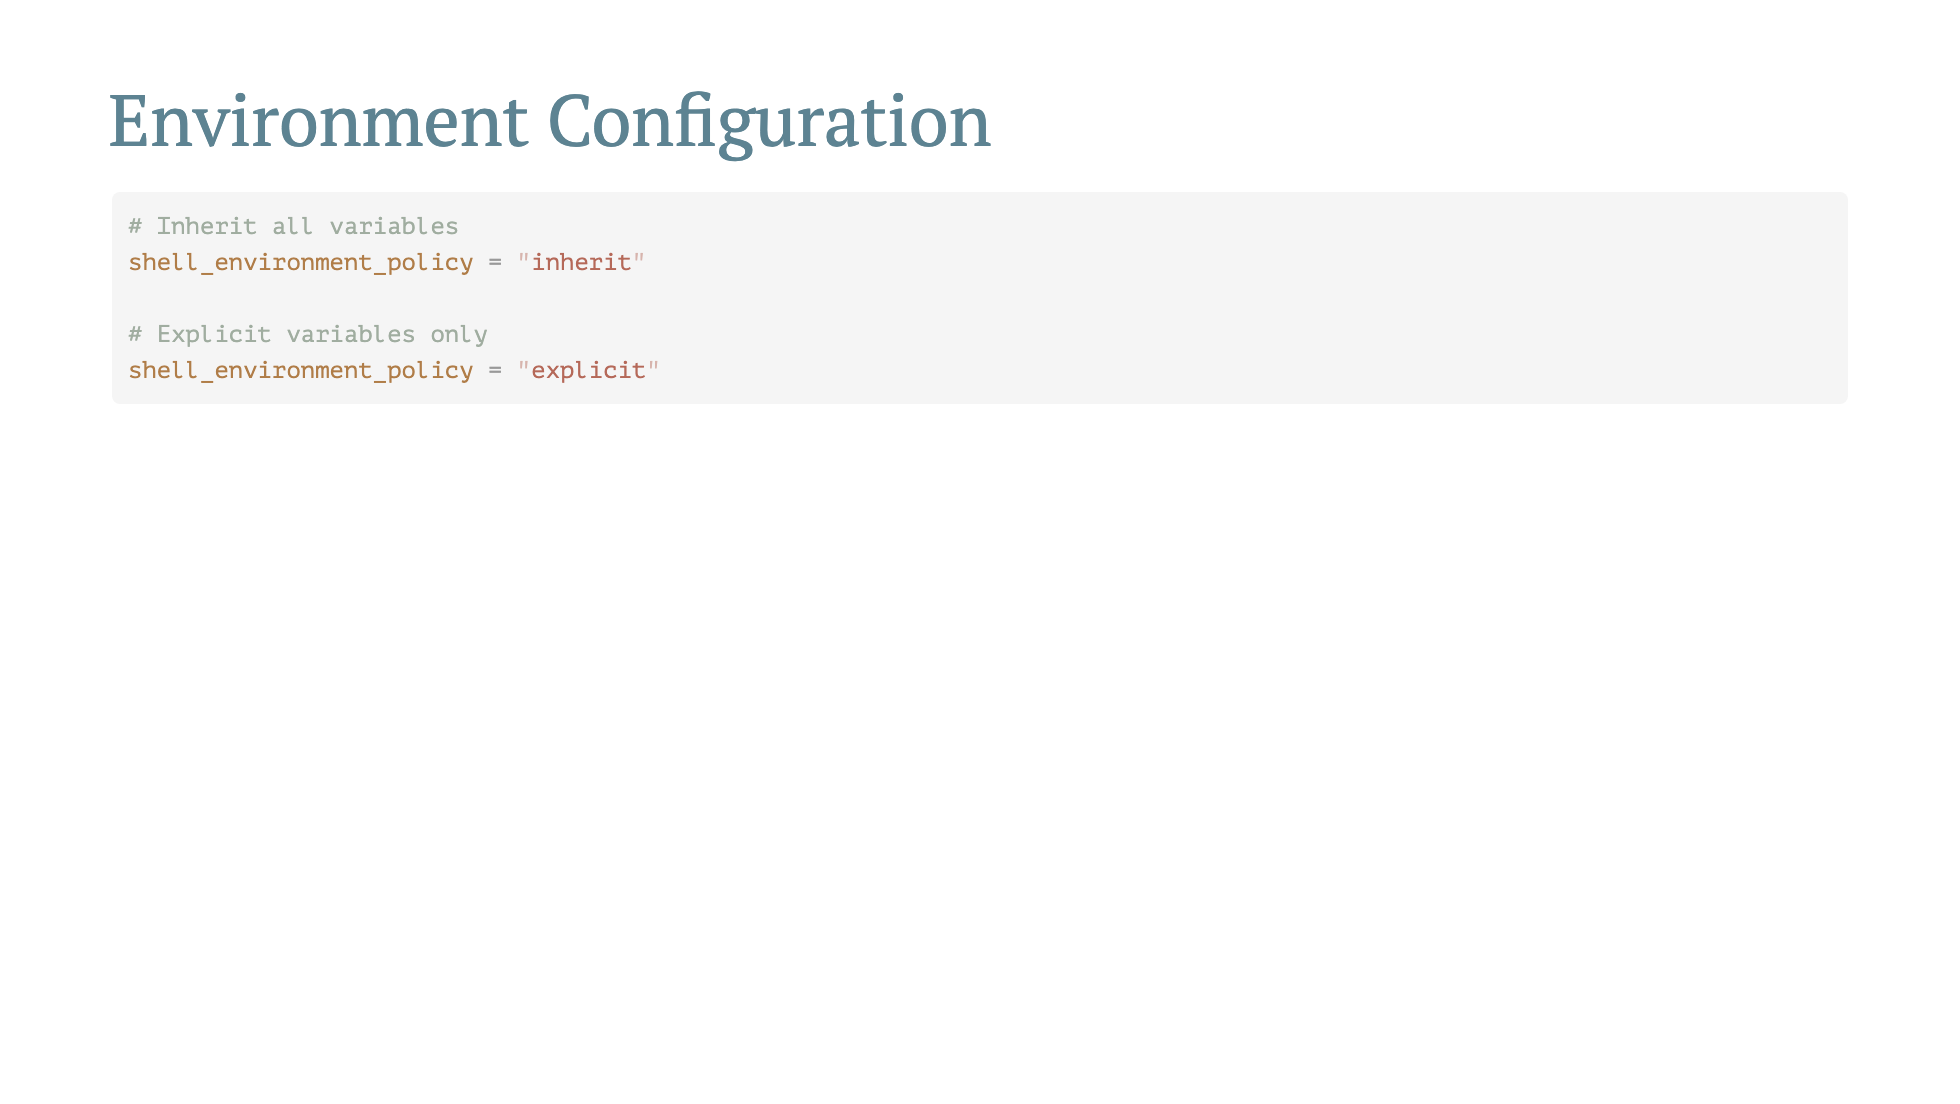 Environment Configuration
# Inherit all variables
shell_environment_policy = "inherit"
# Explicit variables only
shell_environment_policy = "explicit"